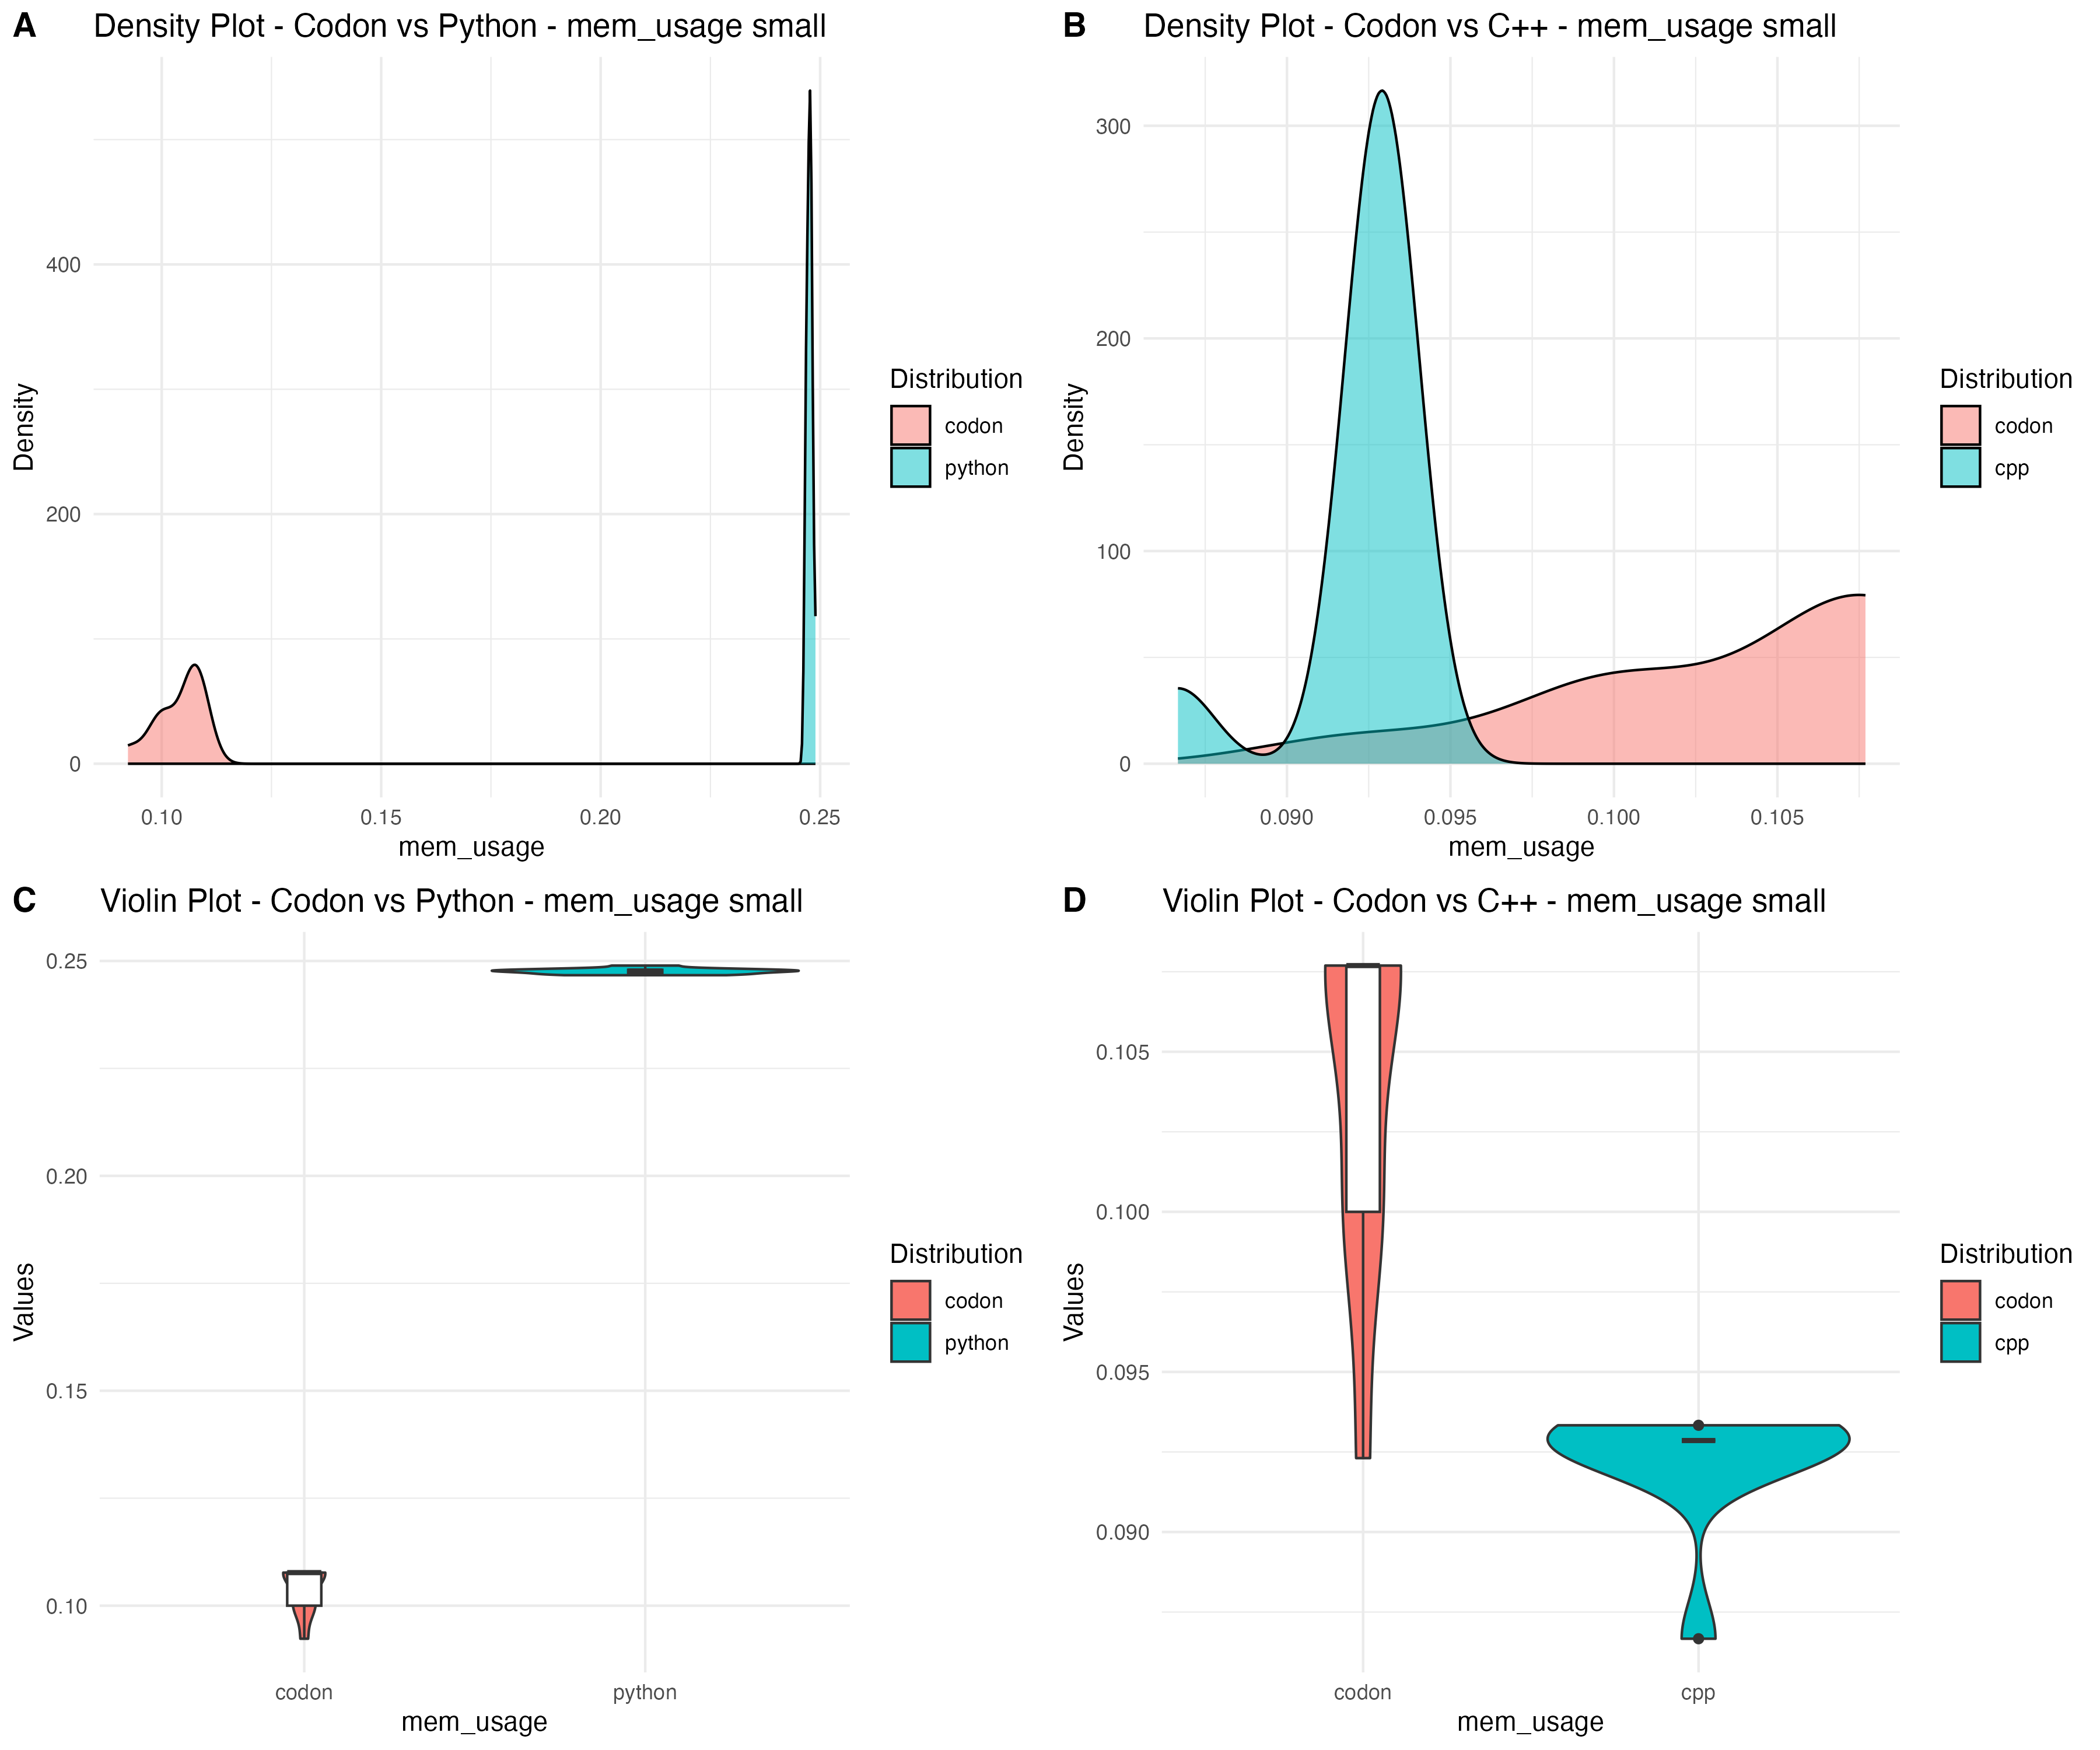 A
Density Plot - Codon vs Python - mem_usage small
Density
400
200
0
0.10 0.15 0.20 0.25
mem_usage
Distribution
codon
python
B
Density Plot - Codon vs C++ - mem_usage small
Density
300
200
100
0
0.090 0.095 0.100 0.105
mem_usage
Distribution
codon
cpp
C
Violin Plot - Codon vs Python - mem_usage small
Values
0.25
0.20
0.15
0.10
codon python
mem_usage
Distribution
codon
python
D
Violin Plot - Codon vs C++ - mem_usage small
Values
0.105
0.100
0.095
0.090
codon cpp
mem_usage
Distribution
codon
cpp